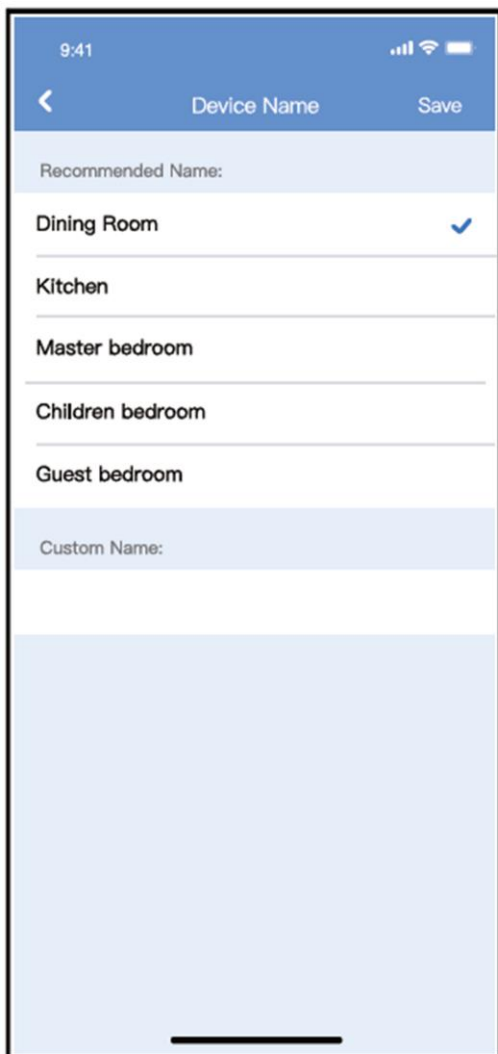 9:41
Device Name Save
Recommended Name:
Dining Room
Kitchen
Master bedroom
Children bedroom
Guest bedroom
Custom Name: